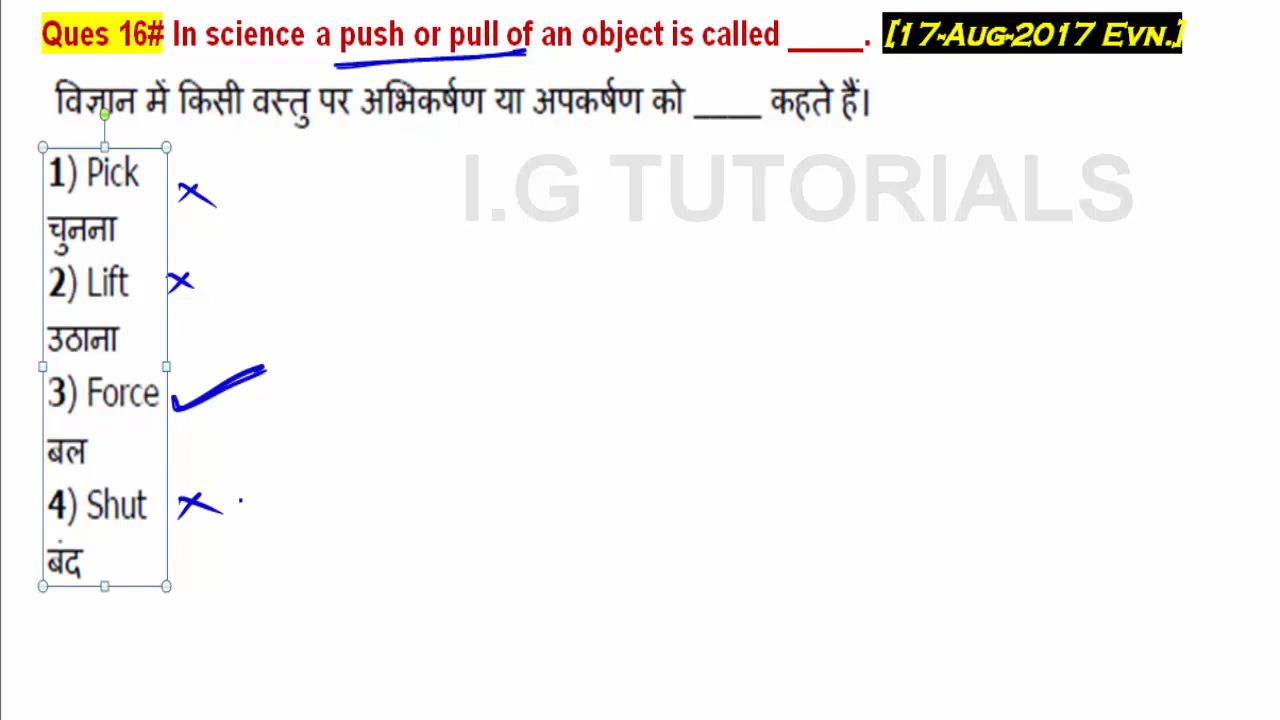 Ques 16# In science a push or pull of an object is called _____. [17-Aug-2017 Evn.]
विज्ञान में किसी वस्तु पर अभिकर्षण या अपकर्षण को ____ कहते हैं।
I.G TUTORIALS
1) Pick
चुनना
2) Lift
उठाना
3) Force
बल
4) Shut
बंद